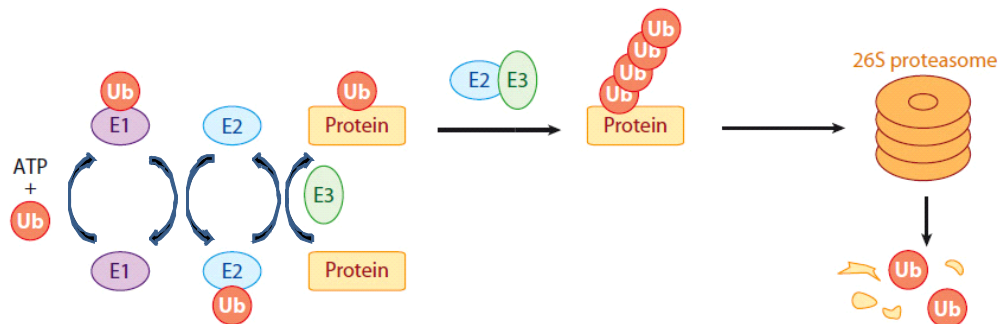 ATP
+
Ub
Ub
E1
E1
E2
E2
Ub
Ub
Protein
E3
Protein
E2
E3
Ub
Ub
Ub
Ub
Protein
26S proteasome
Ub
Ub